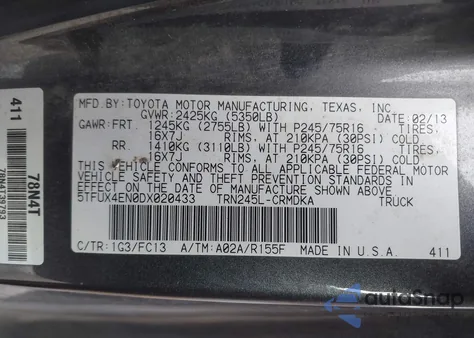 MFD.BY:TOYOTA MOTOR MANUFACTURING, TEXAS, INC
GVWR:2425KG (5350LB) 02/13
GAWR:FRT. 1245KG (2755LB)WITH P245/75R16 TIRES,
16X7J RIMS, AT 210KPA (30PSI) COLD
RR. 1410KG (3110LB)WITH P245/75R16 TIRES,
16X7J RIMS, AT 210KPA (30PSI) COLD
THIS VEHICLE CONFORMS TO ALL APPLICABLE FEDERAL MOTOR
VEHICLE SAFETY AND THEFT PREVENTION STANDARDS IN
EFFECT ON THE DATE OF MANUFACTURE SHOWN ABOVE
5TFUX4EN0DX020433 TRN245L-CRMDKA TRUCK
C/TR:1G3/FC13 A/TM:A02A/R155F
MADE IN U.S.A. 411
411
78N4T
autoSnap